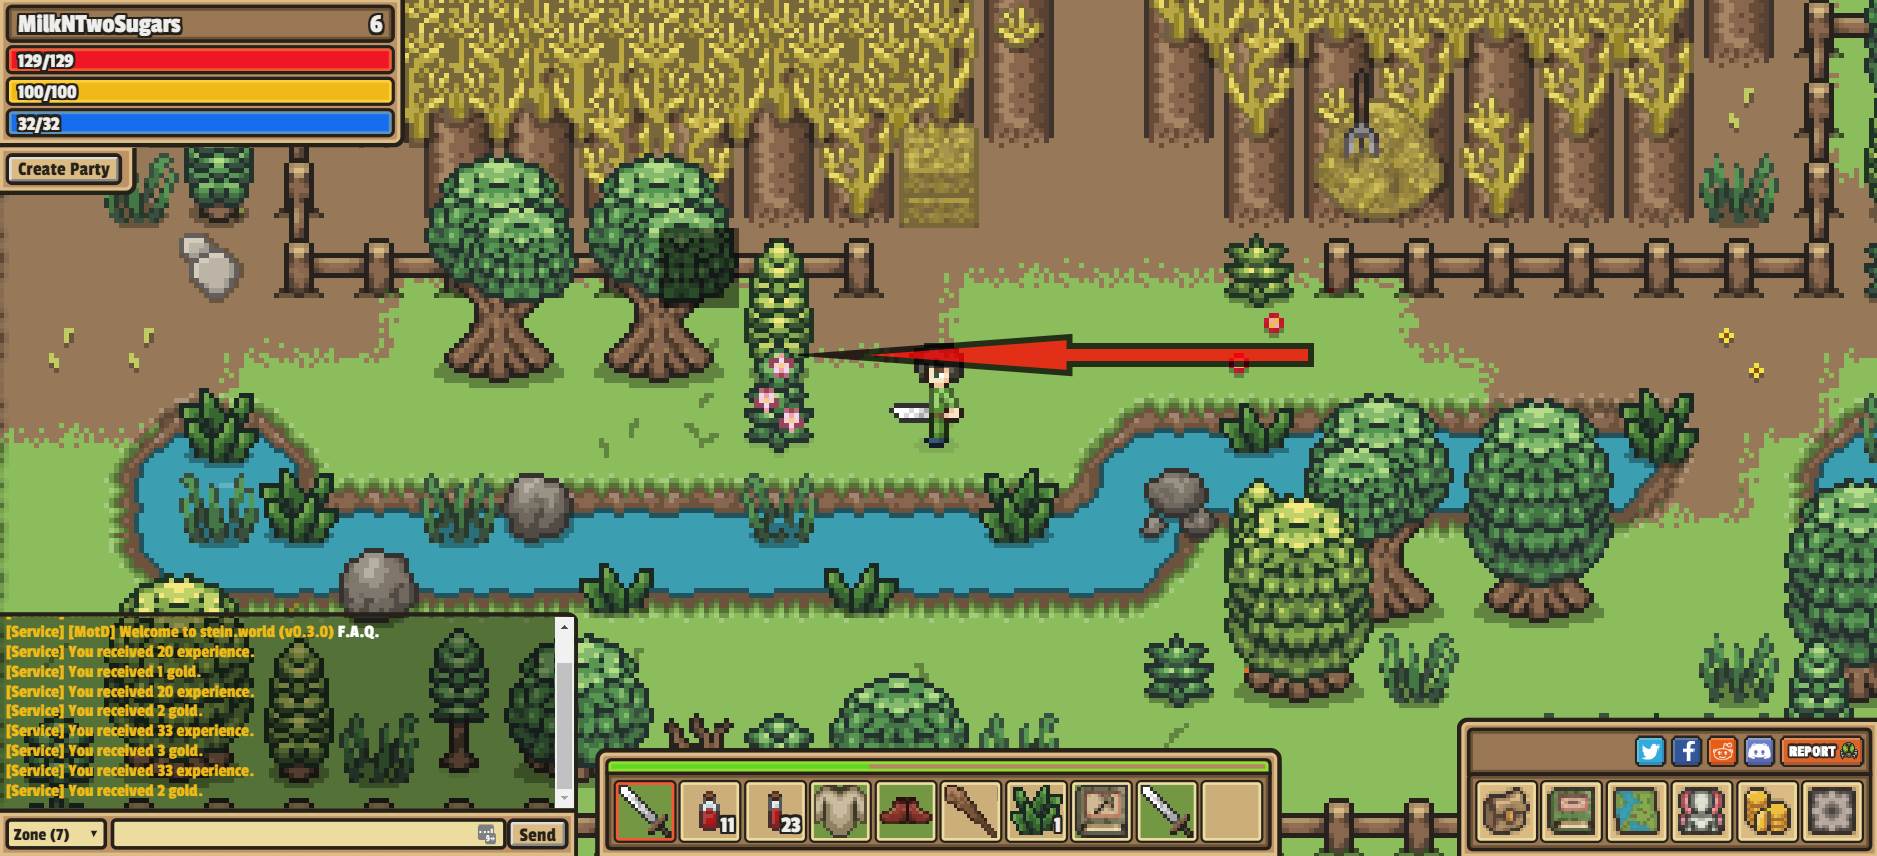 MilkNTwoSugars 6
129/129
100/100
32/32
Create Party
[Service] [MotD] Welcome to stein.world (v0.3.0) F.A.Q.
[Service] You received 20 experience.
[Service] You received 1 gold.
[Service] You received 20 experience.
[Service] You received 2 gold.
[Service] You received 33 experience.
[Service] You received 3 gold.
[Service] You received 33 experience.
[Service] You received 2 gold.
Zone (7)
Send
11
23
1
REPORT